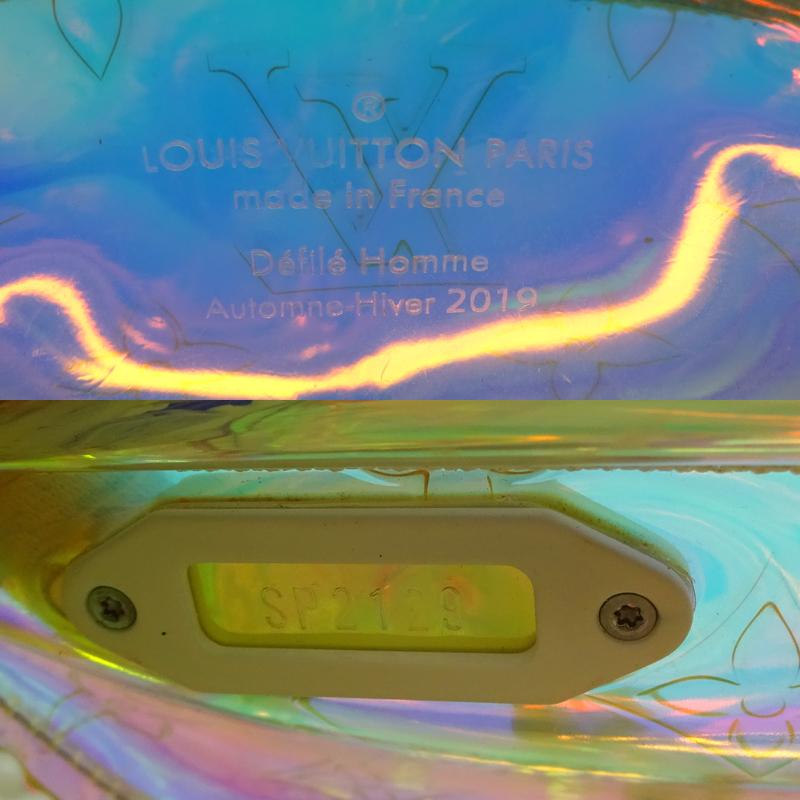 ®
LOUIS VUITTON PARIS
made in France
Défilé Homme
Automne-Hiver 2019
SP2129